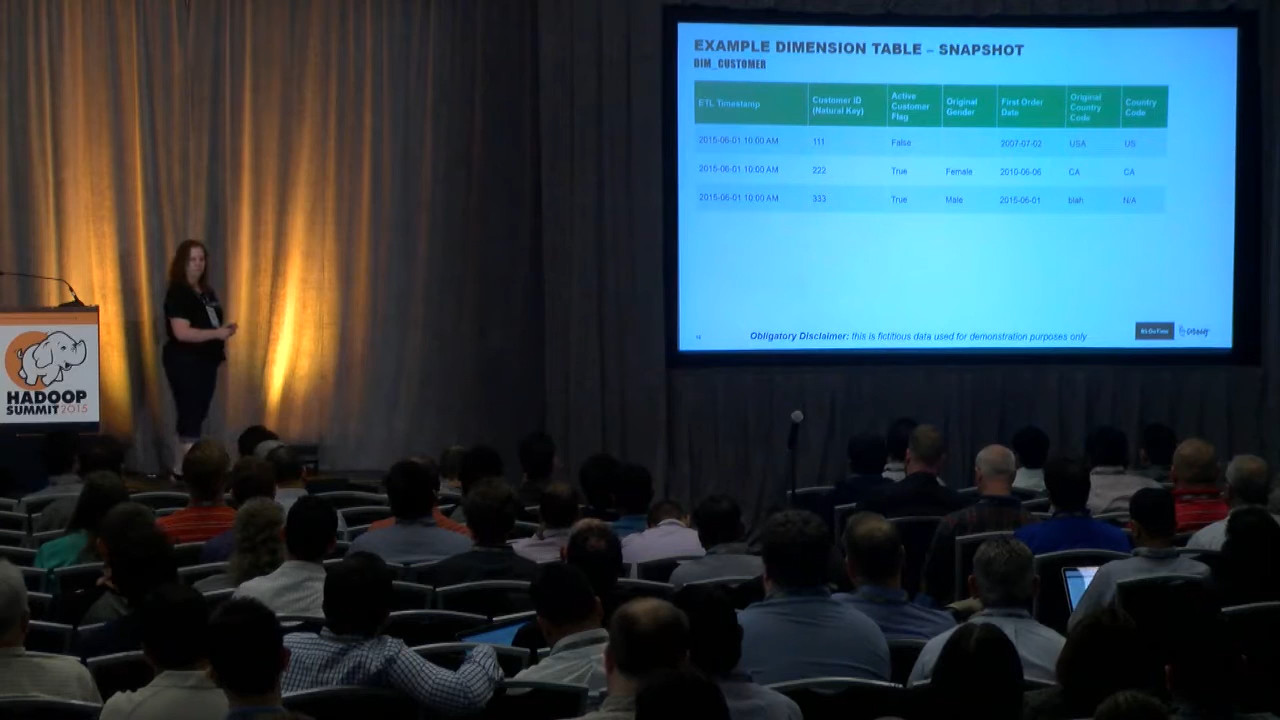 EXAMPLE DIMENSION TABLE – SNAPSHOT
DIM_CUSTOMER
ETL Timestamp Customer ID (Natural Key) Active Customer Flag Original Gender First Order Date Original Country Code Country Code
2015-06-01 10:00 AM 111 False 2007-07-02 USA US
2015-06-01 10:00 AM 222 True Female 2010-06-06 CA CA
2015-06-01 10:00 AM 333 True Male 2015-06-01 blah N/A
Obligatory Disclaimer: this is fictitious data used for demonstration purposes only
HADOOP
SUMMIT 2015